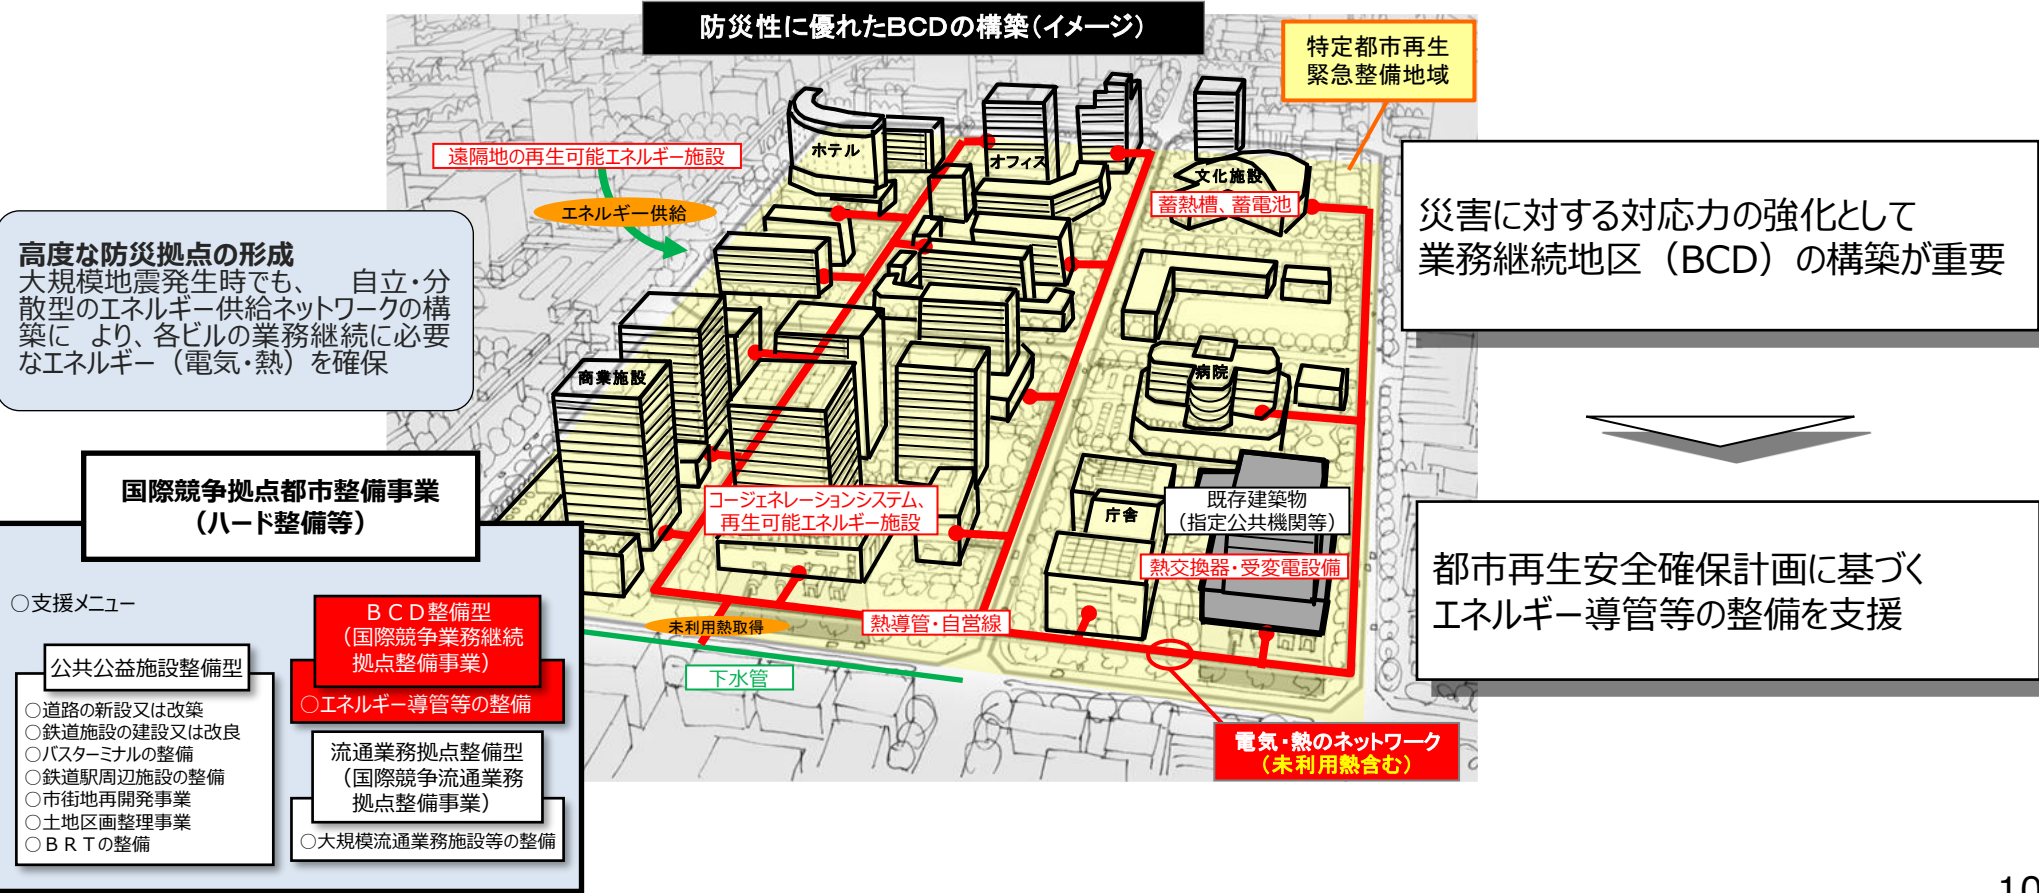 防災性に優れたBCDの構築(イメージ)
特定都市再生
緊急整備地域
遠隔地の再生可能エネルギー施設
エネルギー供給
ホテル
オフィス
文化施設
蓄熱槽、蓄電池
高度な防災拠点の形成
大規模地震発生時でも、　自立・分
散型のエネルギー供給ネットワークの構
築に より、各ビルの業務継続に必要
なエネルギー（電気・熱）を確保
災害に対する対応力の強化として
業務継続地区（BCD）の構築が重要
商業施設
病院
国際競争拠点都市整備事業
（ハード整備等）
コージェネレーションシステム、
再生可能エネルギー施設
庁舎
既存建築物
（指定公共機関等）
熱交換器・受変電設備
都市再生安全確保計画に基づく
エネルギー導管等の整備を支援
○支援メニュー
未利用熱取得
熱導管・自営線
下水管
電気・熱のネットワーク
（未利用熱含む）
公共公益施設整備型
○道路の新設又は改築
○鉄道施設の建設又は改良
○バスターミナルの整備
○鉄道駅周辺施設の整備
○市街地再開発事業
○土地区画整理事業
○ＢＲＴの整備
ＢＣＤ整備型
（国際競争業務継続
拠点整備事業）
○エネルギー導管等の整備
流通業務拠点整備型
（国際競争流通業務
拠点整備事業）
○大規模流通業務施設等の整備
10